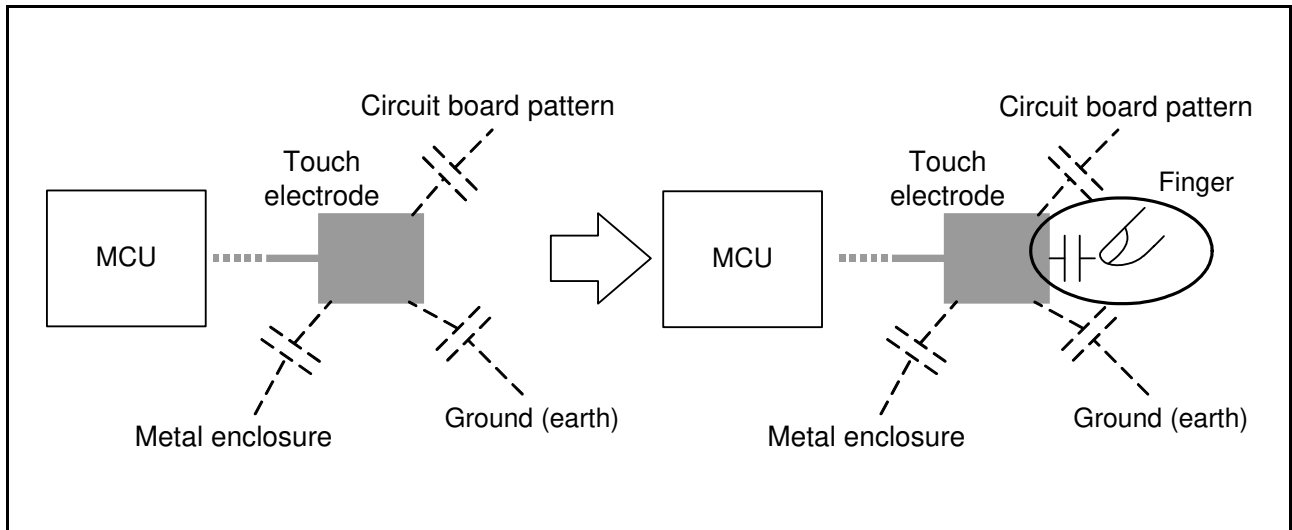 Circuit board pattern
Touch
electrode
MCU
Metal enclosure
Ground (earth)
Circuit board pattern
Touch
electrode
Finger
MCU
Metal enclosure
Ground (earth)